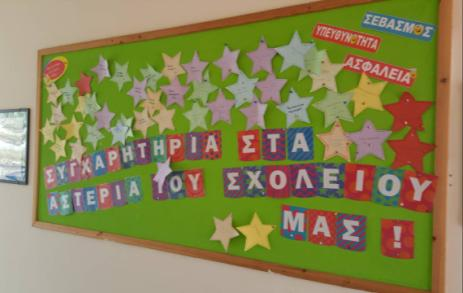 ΣΕΒΑΣΜΟΣ
ΥΠΕΥΘΥΝΟΤΗΤΑ
ΑΣΦΑΛΕΙΑ
ΣΥΓΧΑΡΗΤΗΡΙΑ ΣΤΑ
ΑΣΤΕΡΙΑ ΤΟΥ ΣΧΟΛΕΙΟΥ
ΜΑΣ !